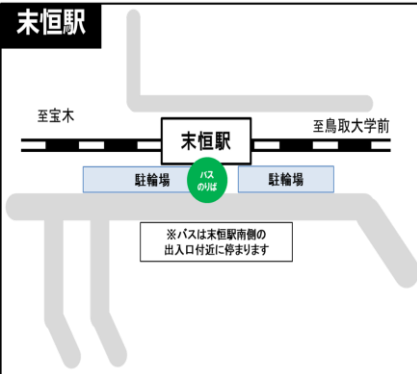 末恒駅
至宝木
至鳥取大学前
末恒駅
駐輪場
バス
のりば
駐輪場
※バスは末恒駅南側の
出入口付近に停まります